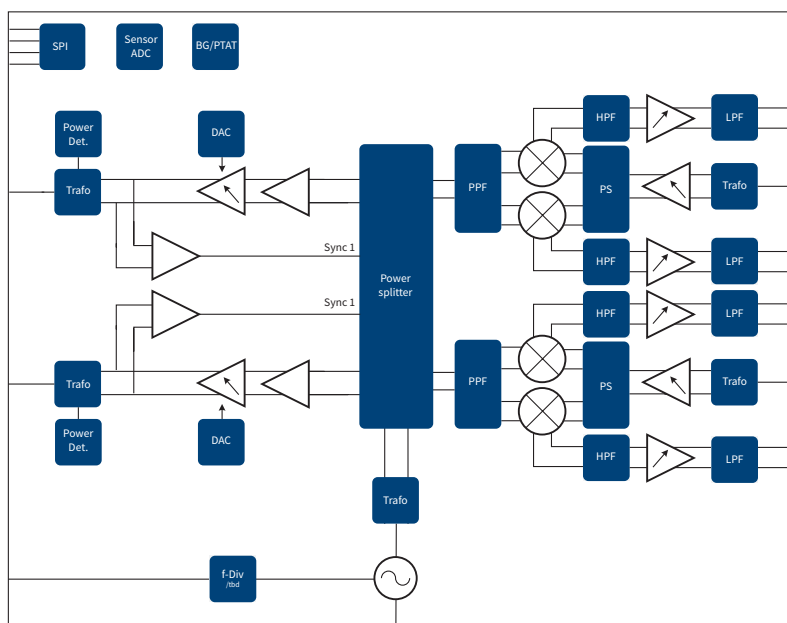 SPI
Sensor
ADC
BG/PTAT
Power
Det.
DAC
HPF
LPF
Trafo
PPF
PS
Trafo
Sync 1
HPF
LPF
Power
splitter
Sync 1
HPF
LPF
Trafo
PPF
PS
Trafo
Power
Det.
DAC
HPF
LPF
Trafo
f-Div
/tbd